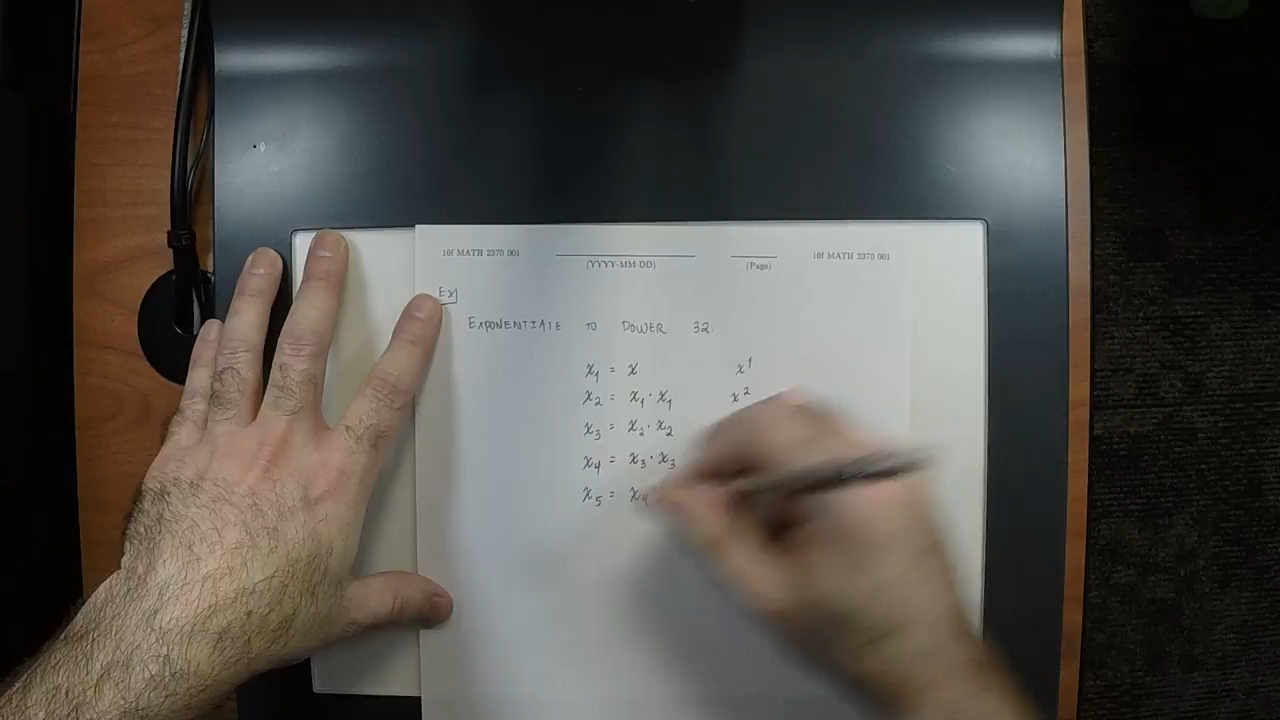 16f MATH 2370 001 (YYYY-MM-DD) (Page) 16f MATH 2370 001
Ex
EXPONENTIATE TO POWER 32.
x₁ = x x¹
x₂ = x₁ · x₁ x²
x₃ = x₂ · x₂
x₄ = x₃ · x₃
x₅ = x₄